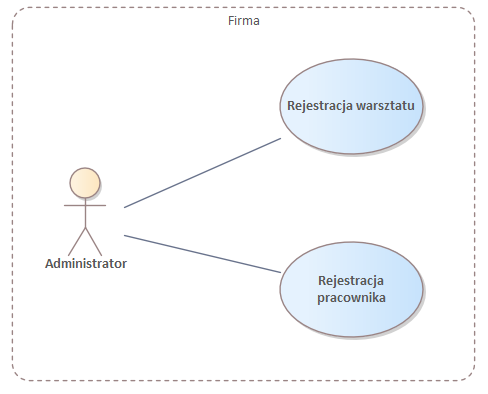 Firma
Rejestracja warsztatu
Administrator
Rejestracja
pracownika